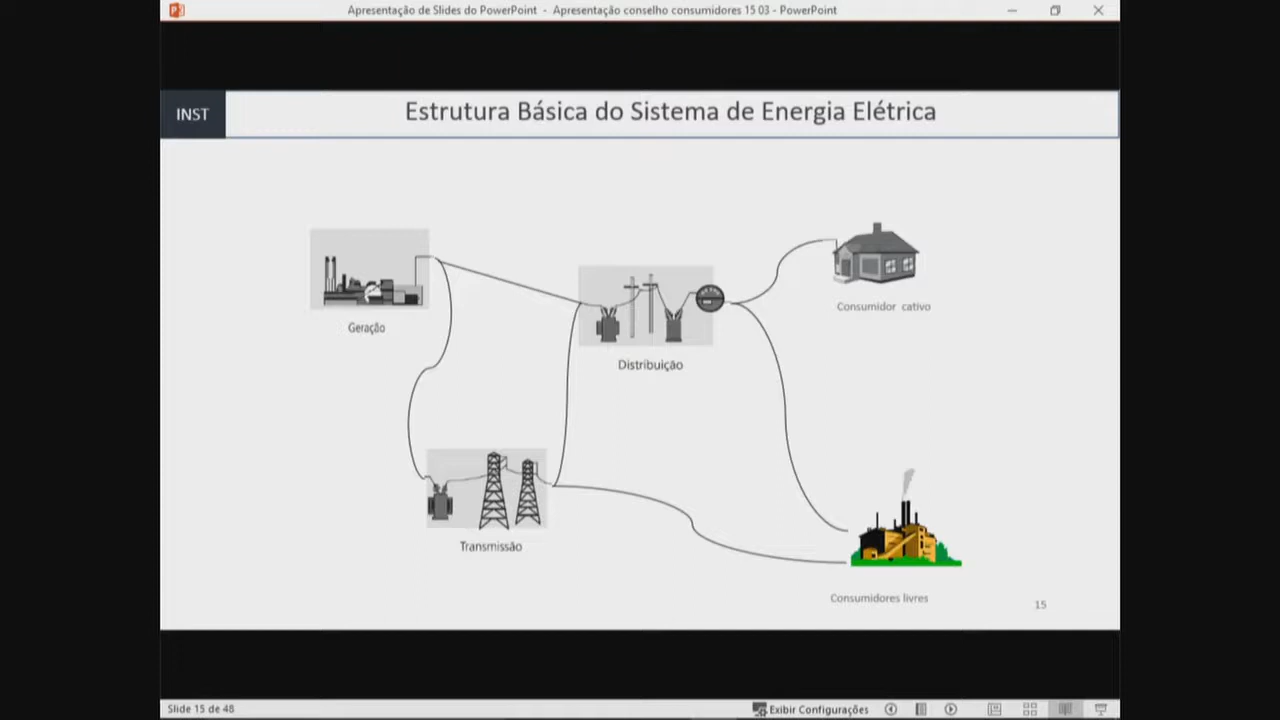 Apresentação de Slides do PowerPoint - Apresentação conselho consumidores 15 03 - PowerPoint
INST
Estrutura Básica do Sistema de Energia Elétrica
Consumidor cativo
Geração
Distribuição
Transmissão
Consumidores livres
15
Slide 15 de 48
Exibir Configurações